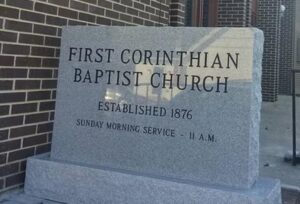 FIRST CORINTHIAN
BAPTIST CHURCH
ESTABLISHED 1876
SUNDAY MORNING SERVICE - 11 A.M.